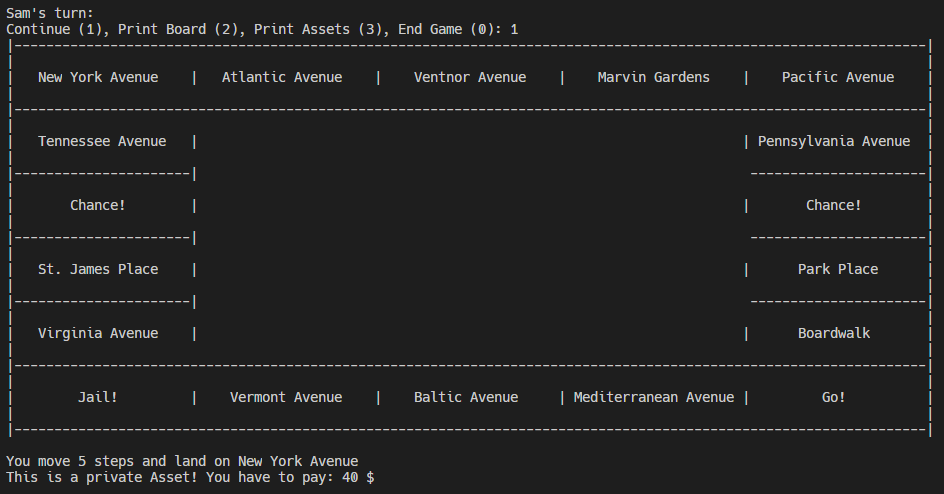 Sam's turn:
Continue (1), Print Board (2), Print Assets (3), End Game (0): 1
New York Avenue | Atlantic Avenue | Ventnor Avenue | Marvin Gardens | Pacific Avenue
Tennessee Avenue | | Pennsylvania Avenue
Chance! | | Chance!
St. James Place | | Park Place
Virginia Avenue | | Boardwalk
Jail! | Vermont Avenue | Baltic Avenue | Mediterranean Avenue | Go!
You move 5 steps and land on New York Avenue
This is a private Asset! You have to pay: 40 $